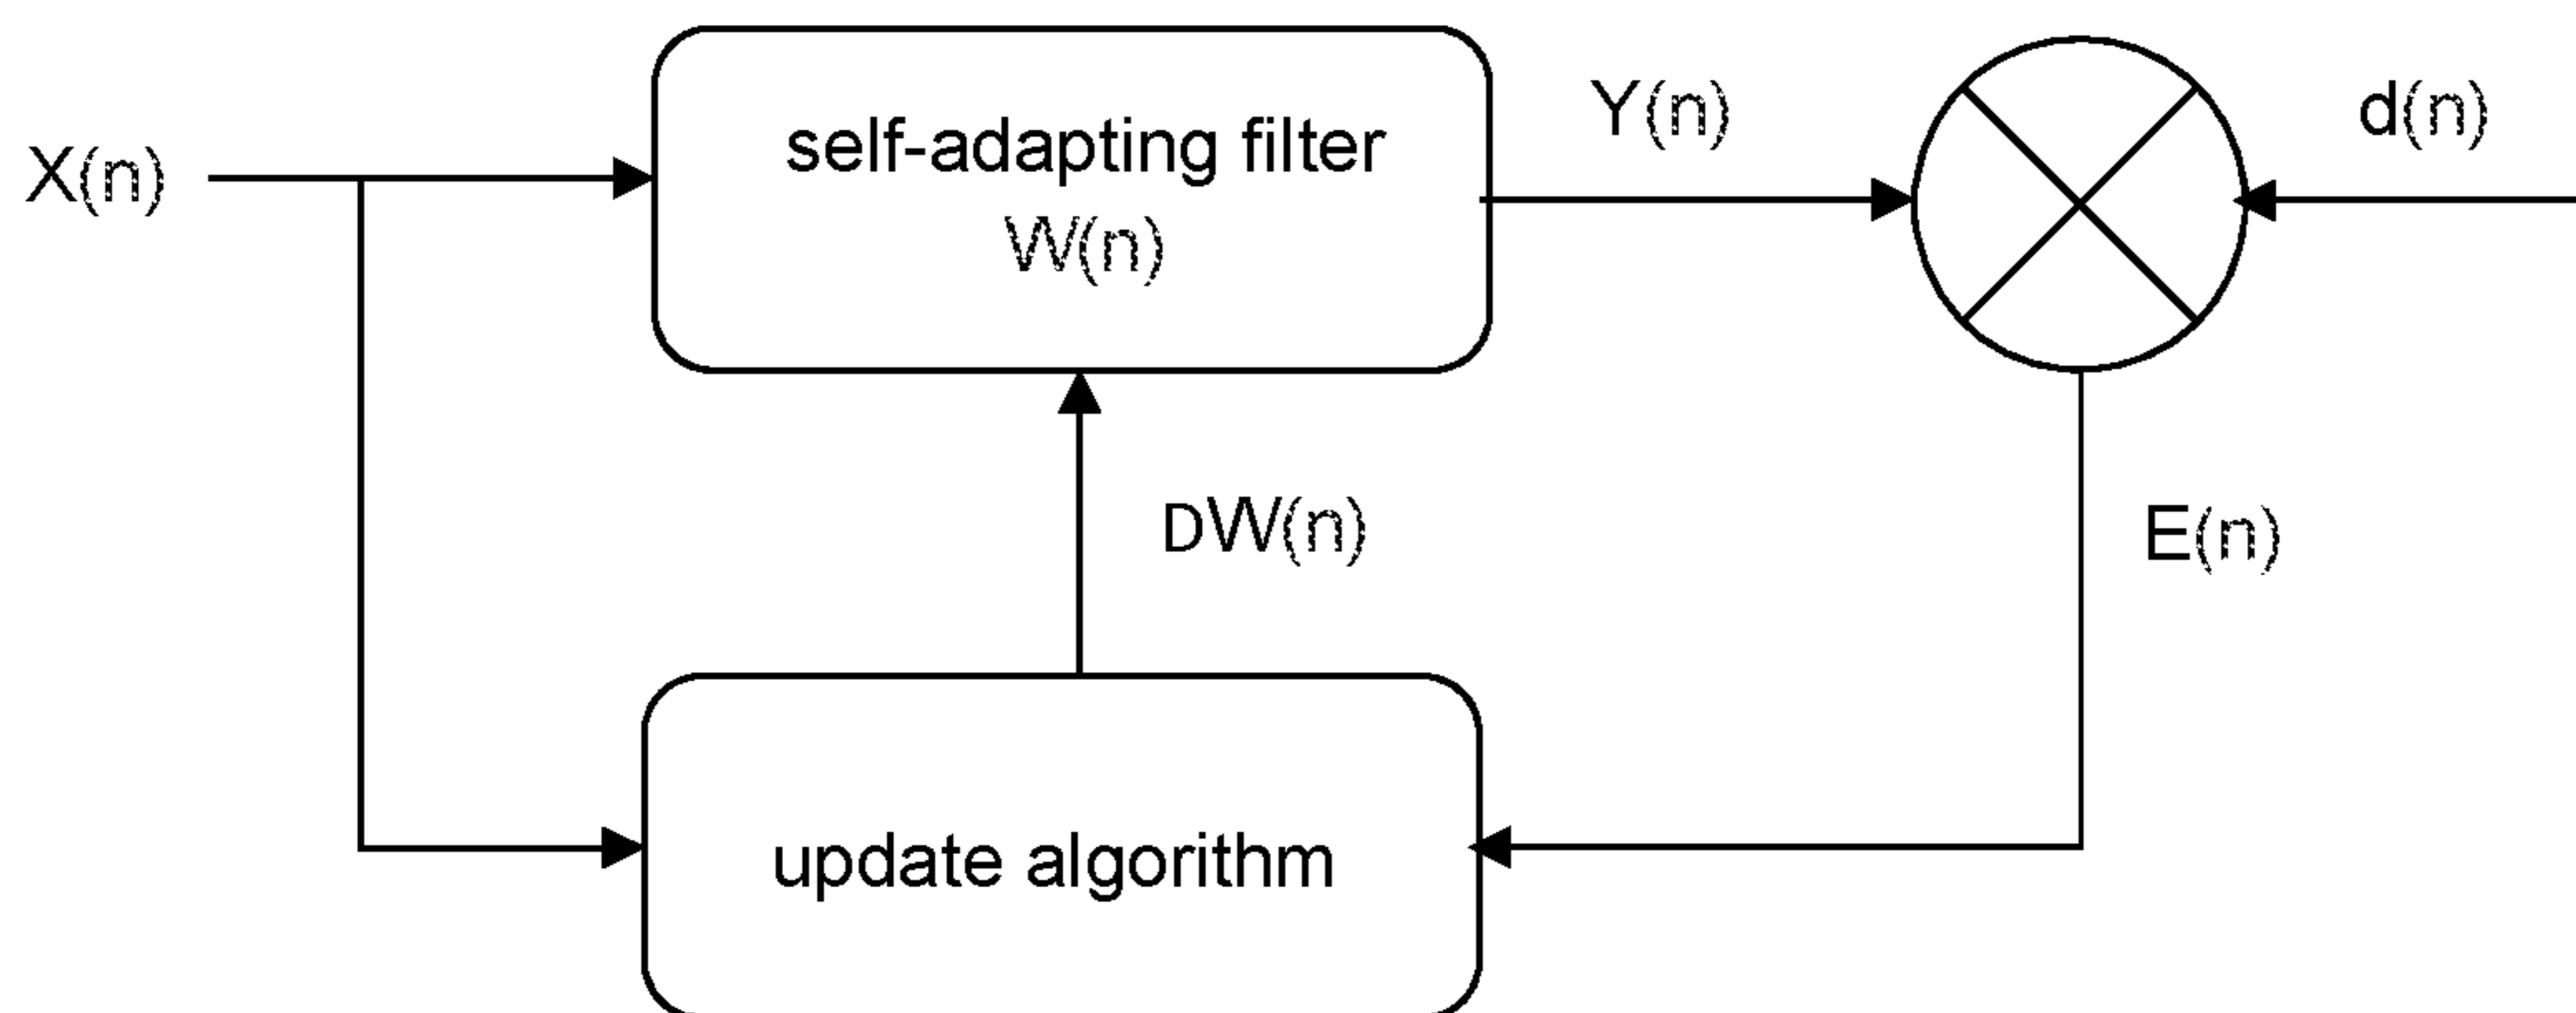 X(n)
self-adapting filter
W(n)
Y(n)
d(n)
DW(n)
E(n)
update algorithm